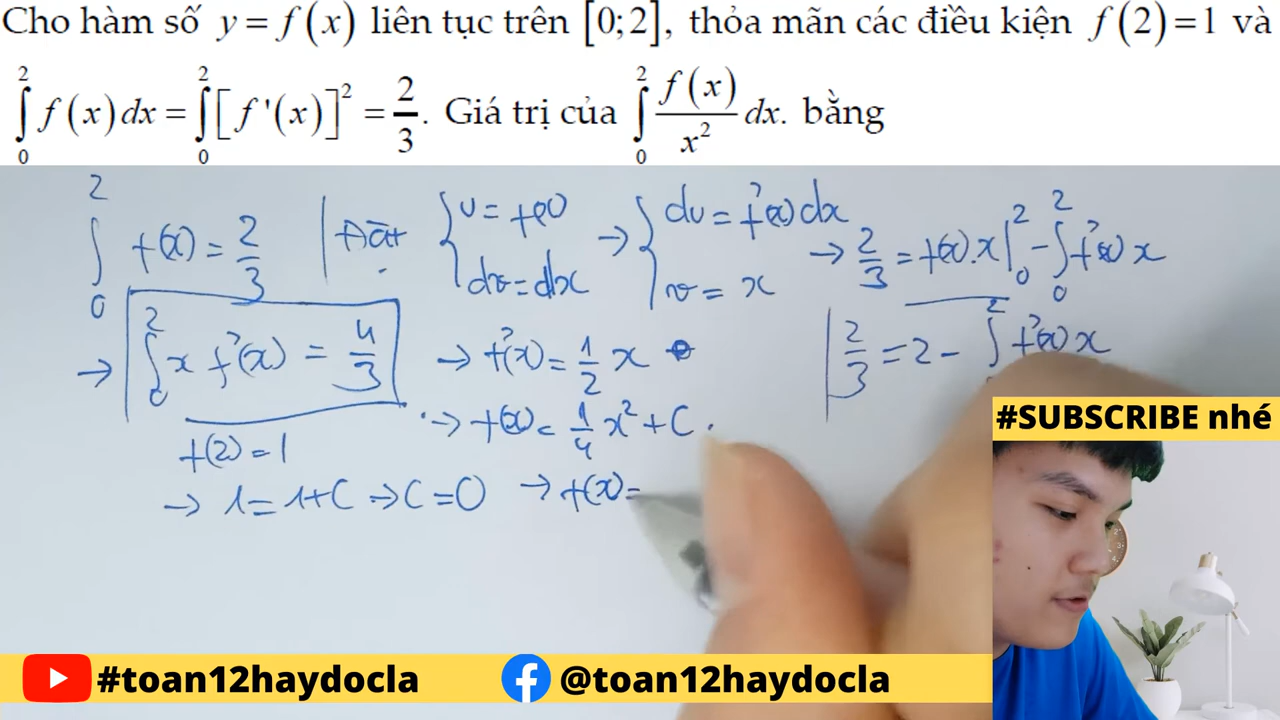 Cho hàm số y = f(x) liên tục trên [0;2], thỏa mãn các điều kiện f(2)=1 và
∫₀² f(x)dx = ∫₀² [f'(x)]² = 2/3. Giá trị của ∫₀² f(x)/x² dx. bằng
∫₀² f(x) = 2/3 | Đặt { u = f(x) dv = dx → { du = f'(x)dx v = x → 2/3 = f(x).x |₀² - ∫₀² f'(x) x
→ ∫₀² x f'(x) = 4/3 → f'(x) = 1/2 x | 2/3 = 2 - ∫² f'(x) x
→ f(x) = 1/4 x² + C.
f(2) = 1
→ 1 = 1 + C → C = 0 → f(x) =
#SUBSCRIBE nhé
#toan12haydocla @toan12haydocla